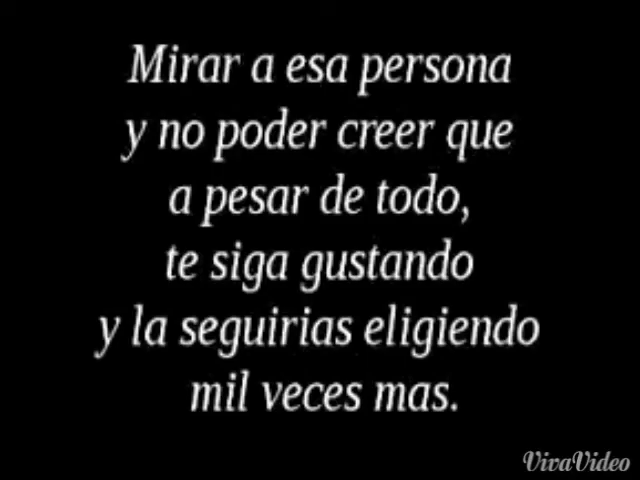 Mirar a esa persona
y no poder creer que
a pesar de todo,
te siga gustando
y la seguirias eligiendo
mil veces mas.
VivaVideo